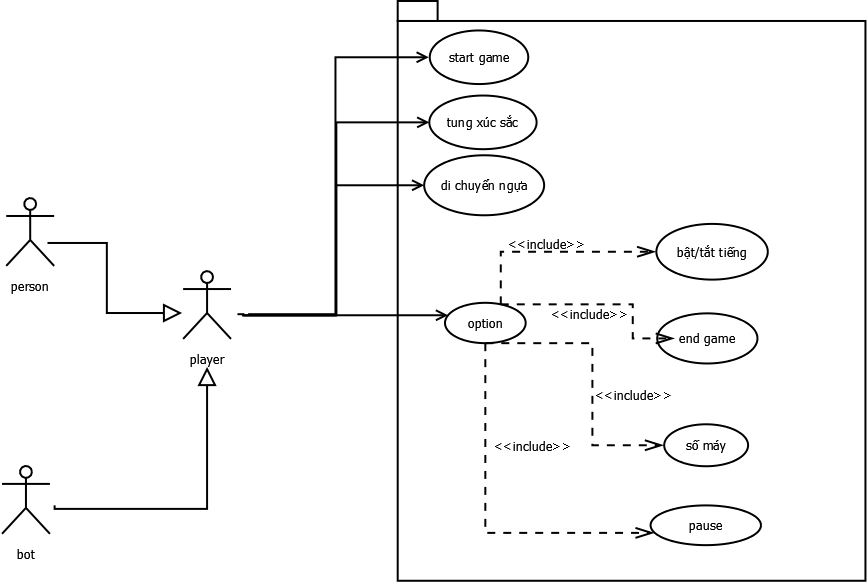 start game
tung xúc sắc
di chuyển ngựa
person
<<include>>
bật/tắt tiếng
player
option
<<include>>
end game
<<include>>
<<include>>
số máy
bot
pause